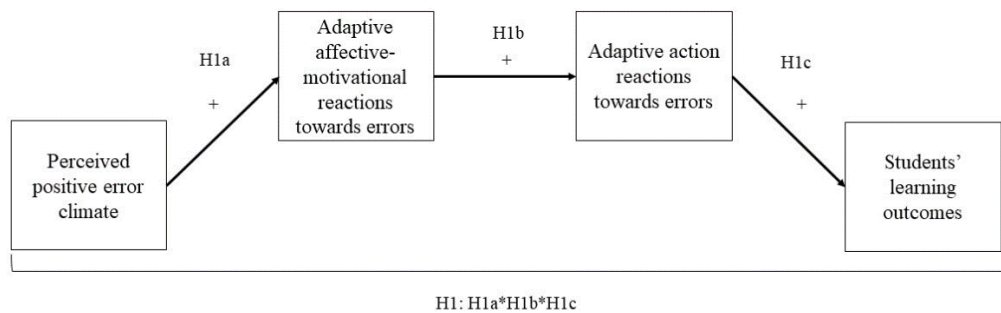 Perceived
positive error
climate
H1a
+
Adaptive
affective-
motivational
reactions
towards errors
H1b
+
Adaptive action
reactions
towards errors
H1c
+
Students’
learning
outcomes
H1: H1a*H1b*H1c